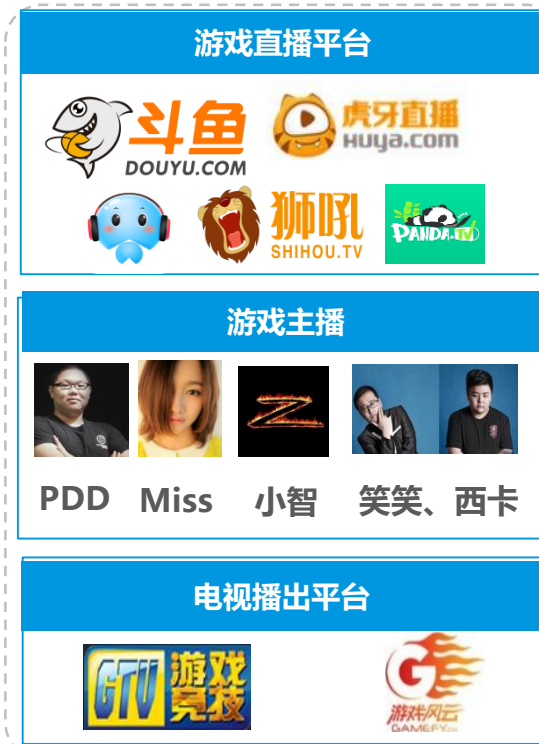 游戏直播平台
斗鱼
DOUYU.COM
虎牙直播
HUYA.COM
狮吼
SHIHOU.TV
PANDA.TV
游戏主播
Z
PDD
Miss
小智
笑笑、西卡
电视播出平台
GTV
游戏
竞技
G
游戏风云
GAMEFY.CN